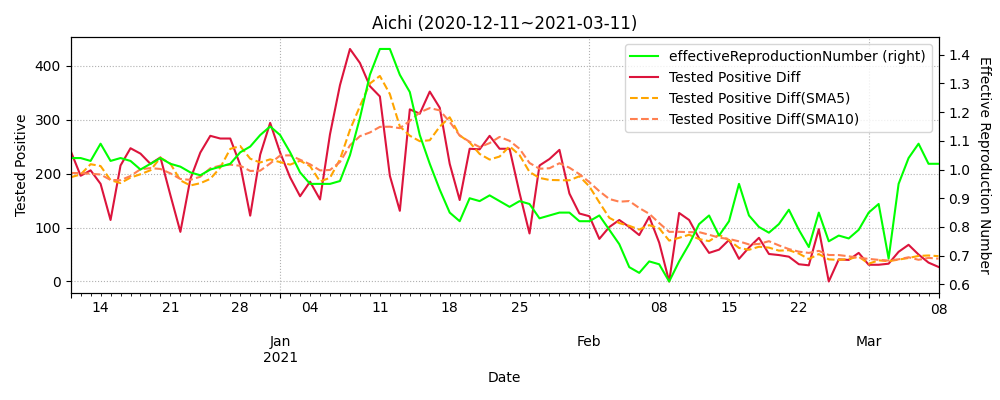 Aichi (2020-12-11~2021-03-11)
effectiveReproductionNumber (right)
Tested Positive Diff
Tested Positive Diff(SMA5)
Tested Positive Diff(SMA10)
Tested Positive
400
300
200
100
0
Effective Reproduction Number
1.4
1.3
1.2
1.1
1.0
0.9
0.8
0.7
0.6
14 21 28 04 11 18 25 08 15 22 08
Jan Feb Mar
2021
Date